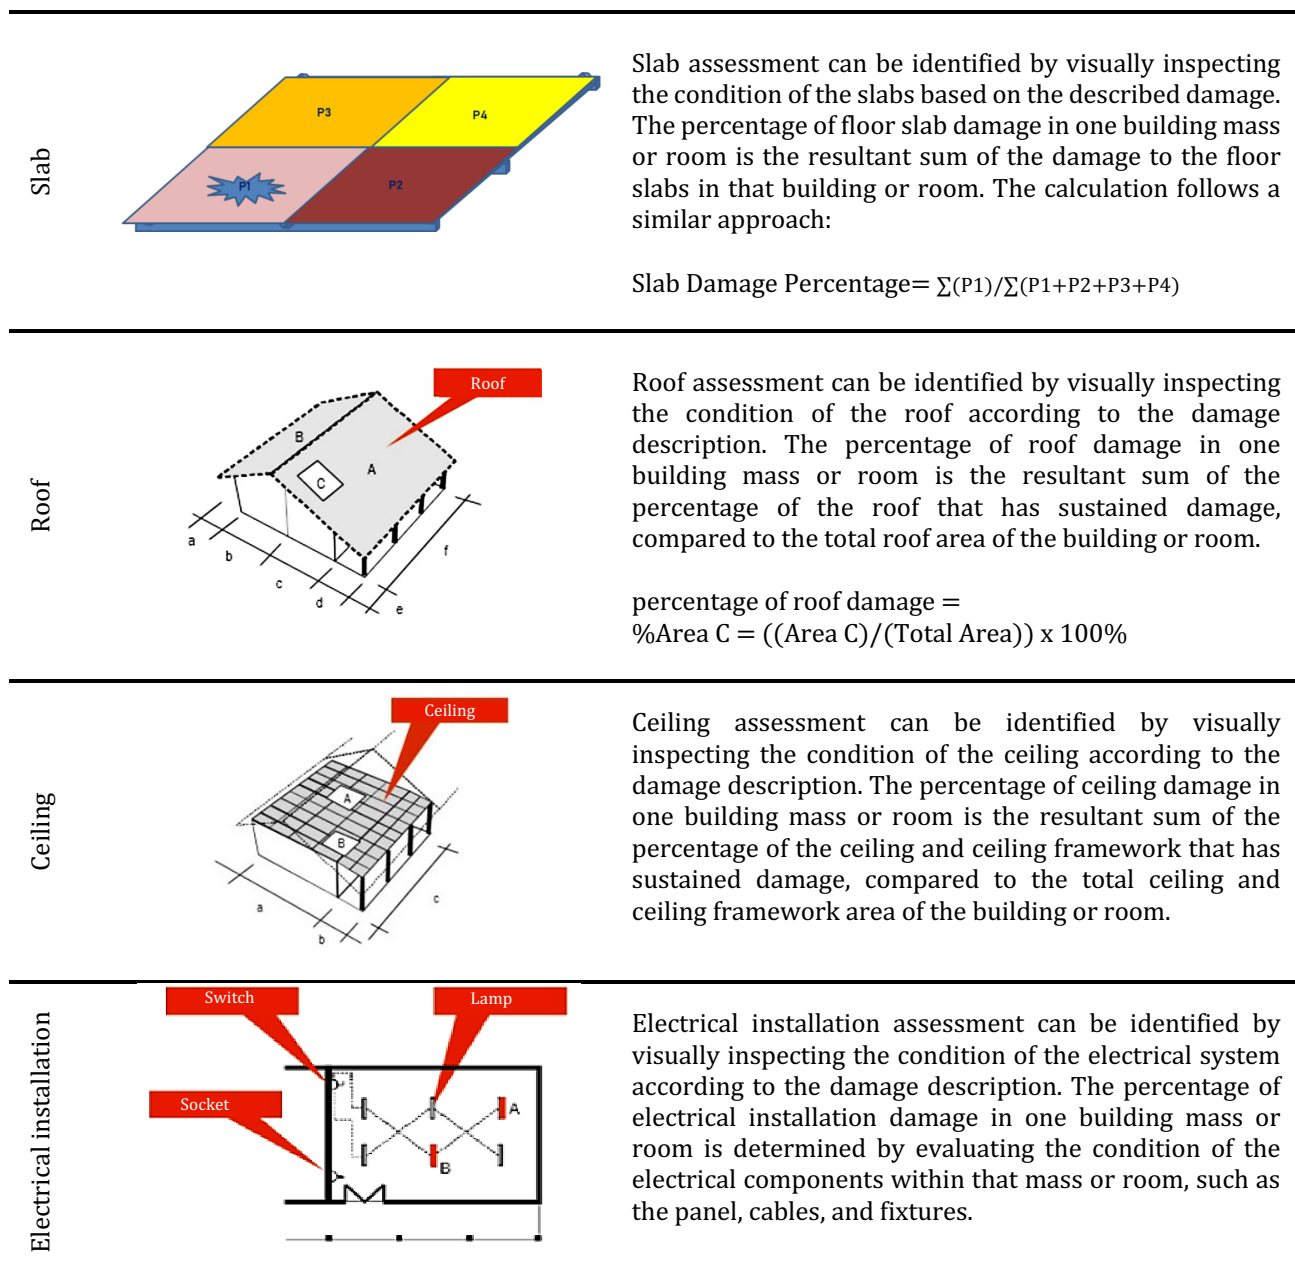 Slab
P3
P4
P1
P2
Slab assessment can be identified by visually inspecting
the condition of the slabs based on the described damage.
The percentage of floor slab damage in one building mass
or room is the resultant sum of the damage to the floor
slabs in that building or room. The calculation follows a
similar approach:
Slab Damage Percentage= ∑(P1)/∑(P1+P2+P3+P4)
Roof
Roof
B
A
C
a
b
c
d
e
f
Roof assessment can be identified by visually inspecting
the condition of the roof according to the damage
description. The percentage of roof damage in one
building mass or room is the resultant sum of the
percentage of the roof that has sustained damage,
compared to the total roof area of the building or room.
percentage of roof damage =
%Area C = ((Area C)/(Total Area)) x 100%
Ceiling
Ceiling
A
B
a
b
c
Ceiling assessment can be identified by visually
inspecting the condition of the ceiling according to the
damage description. The percentage of ceiling damage in
one building mass or room is the resultant sum of the
percentage of the ceiling and ceiling framework that has
sustained damage, compared to the total ceiling and
ceiling framework area of the building or room.
Electrical installation
Switch
Lamp
Socket
A
B
Electrical installation assessment can be identified by
visually inspecting the condition of the electrical system
according to the damage description. The percentage of
electrical installation damage in one building mass or
room is determined by evaluating the condition of the
electrical components within that mass or room, such as
the panel, cables, and fixtures.